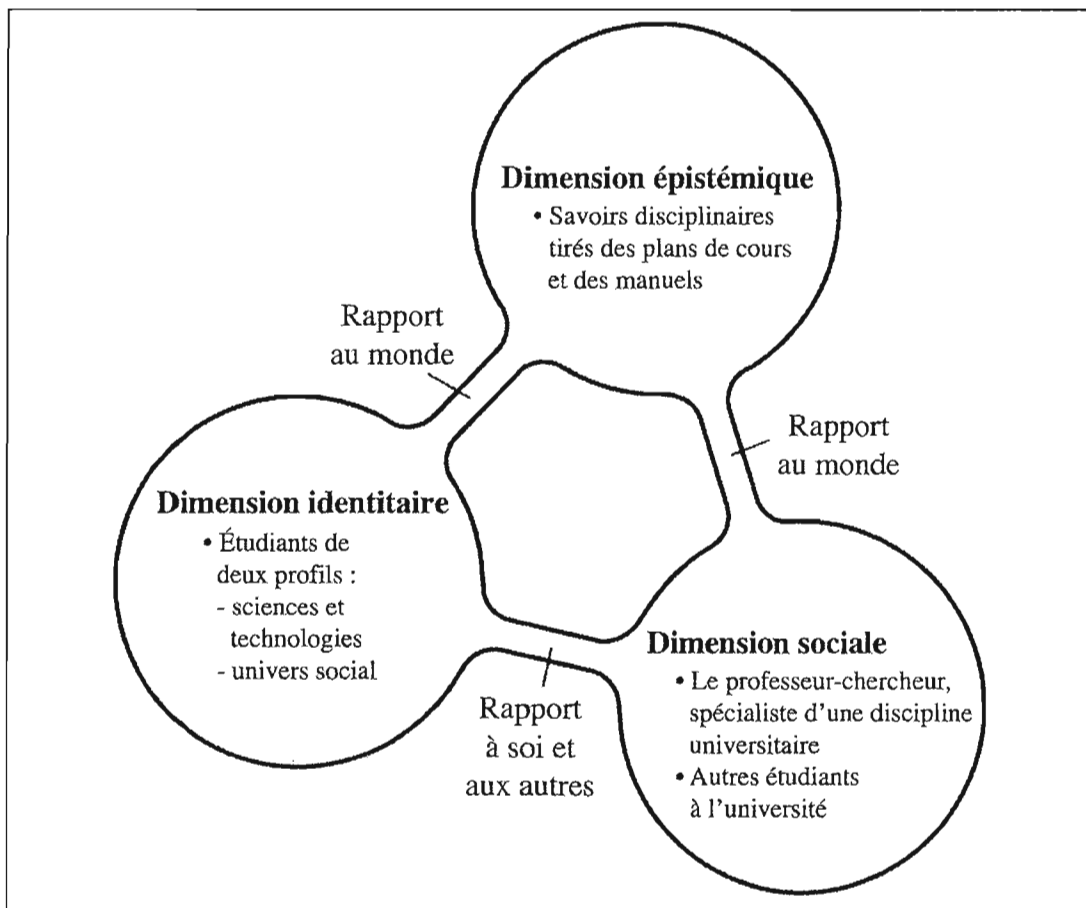 Dimension épistémique
• Savoirs disciplinaires
tirés des plans de cours
et des manuels
Rapport
au monde
Rapport
au monde
Dimension identitaire
• Étudiants de
deux profils :
- sciences et
technologies
- univers social
Dimension sociale
• Le professeur-chercheur,
spécialiste d'une discipline
universitaire
• Autres étudiants
à l'université
Rapport
à soi et
aux autres